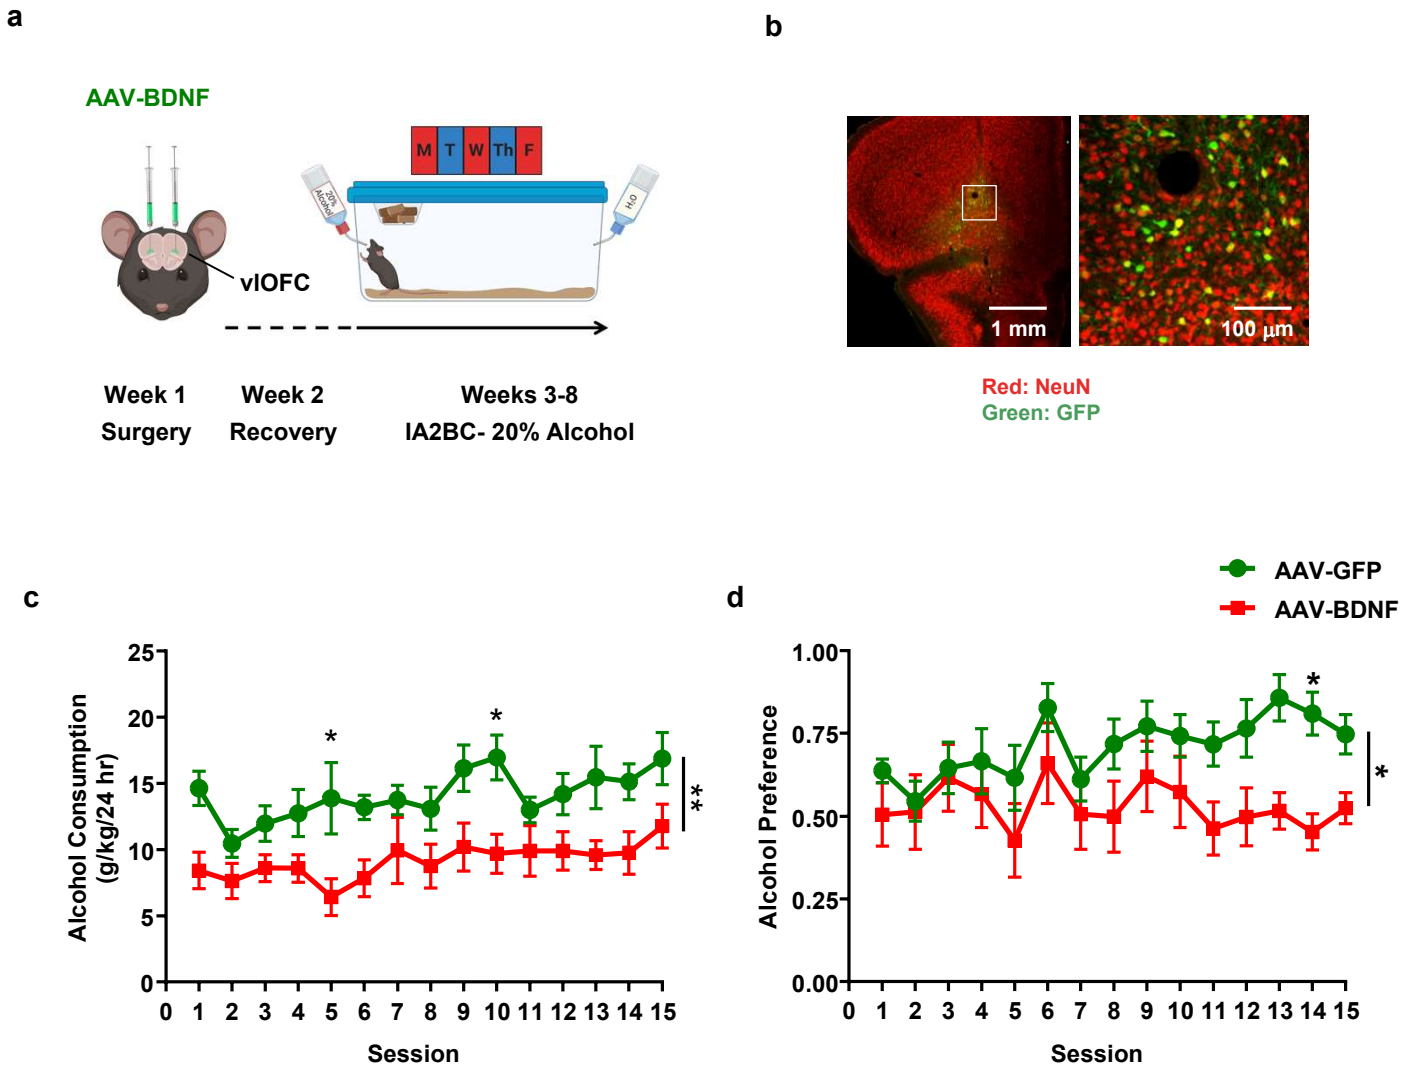 a
b
AAV-BDNF
M T W Th F
20%
Alcohol
H₂O
vlOFC
1 mm
100 μm
Week 1
Surgery
Week 2
Recovery
Weeks 3-8
IA2BC- 20% Alcohol
Red: NeuN
Green: GFP
c
d
AAV-GFP
AAV-BDNF
Alcohol Consumption
(g/kg/24 hr)
25
20
15
10
5
0
* *
**
0 1 2 3 4 5 6 7 8 9 10 11 12 13 14 15
Session
Alcohol Preference
1.00
0.75
0.50
0.25
0.00
*
*
0 1 2 3 4 5 6 7 8 9 10 11 12 13 14 15
Session